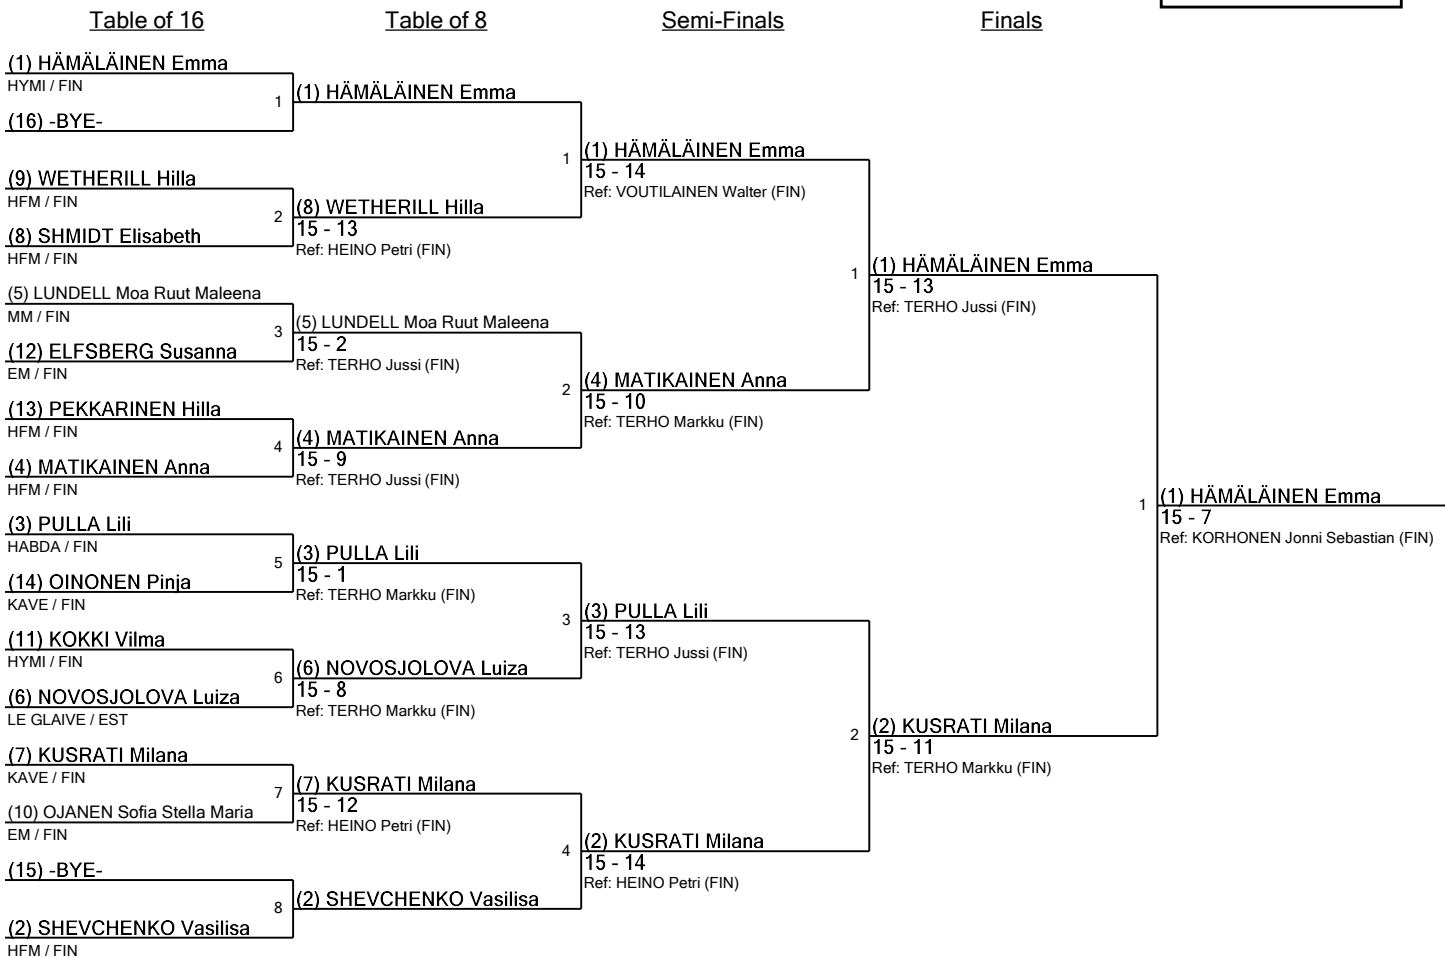 Table of 16
Table of 8
Semi-Finals
Finals
(1) HÄMÄLÄINEN Emma
HYMI / FIN
(16) -BYE-
(9) WETHERILL Hilla
HFM / FIN
(8) SHMIDT Elisabeth
HFM / FIN
(5) LUNDELL Moa Ruut Maleena
MM / FIN
(12) ELFSBERG Susanna
EM / FIN
(13) PEKKARINEN Hilla
HFM / FIN
(4) MATIKAINEN Anna
HFM / FIN
(3) PULLA Lili
HABDA / FIN
(14) OINONEN Pinja
KAVE / FIN
(11) KOKKI Vilma
HYMI / FIN
(6) NOVOSJOLOVA Luiza
LE GLAIVE / EST
(7) KUSRATI Milana
KAVE / FIN
(10) OJANEN Sofia Stella Maria
EM / FIN
(15) -BYE-
(2) SHEVCHENKO Vasilisa
HFM / FIN
1
(1) HÄMÄLÄINEN Emma
2
(8) WETHERILL Hilla
15 - 13
Ref: HEINO Petri (FIN)
3
(5) LUNDELL Moa Ruut Maleena
15 - 2
Ref: TERHO Jussi (FIN)
4
(4) MATIKAINEN Anna
15 - 9
Ref: TERHO Jussi (FIN)
5
(3) PULLA Lili
15 - 1
Ref: TERHO Markku (FIN)
6
(6) NOVOSJOLOVA Luiza
15 - 8
Ref: TERHO Markku (FIN)
7
(7) KUSRATI Milana
15 - 12
Ref: HEINO Petri (FIN)
8
(2) SHEVCHENKO Vasilisa
1
(1) HÄMÄLÄINEN Emma
15 - 14
Ref: VOUTILAINEN Walter (FIN)
2
(4) MATIKAINEN Anna
15 - 10
Ref: TERHO Markku (FIN)
3
(3) PULLA Lili
15 - 13
Ref: TERHO Jussi (FIN)
4
(2) KUSRATI Milana
15 - 14
Ref: HEINO Petri (FIN)
1
(1) HÄMÄLÄINEN Emma
15 - 13
Ref: TERHO Jussi (FIN)
2
(2) KUSRATI Milana
15 - 11
Ref: TERHO Markku (FIN)
1
(1) HÄMÄLÄINEN Emma
15 - 7
Ref: KORHONEN Jonni Sebastian (FIN)